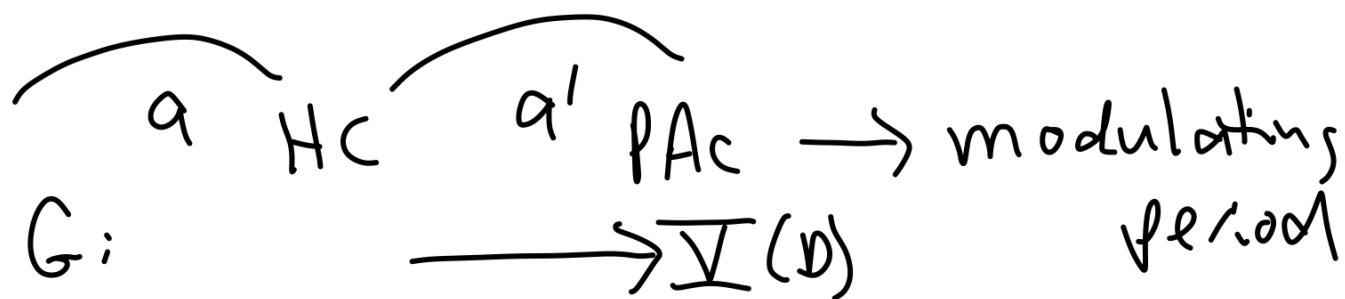 a HC a' PAC → modulating
G: → V (D) period